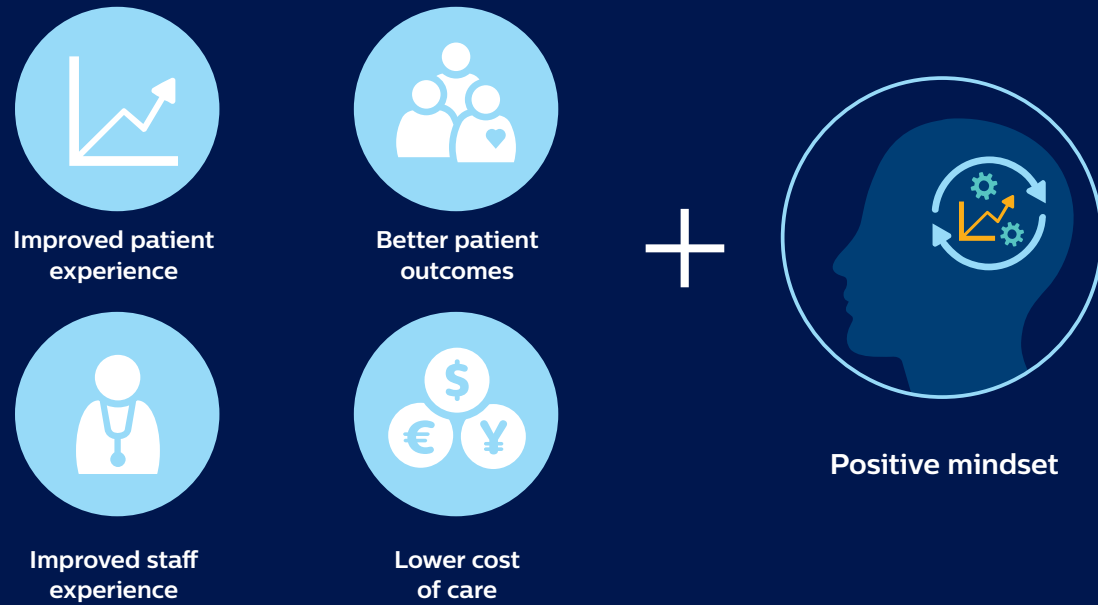 Improved patient
experience
Better patient
outcomes
+
Positive mindset
Improved staff
experience
$
€
¥
Lower cost
of care